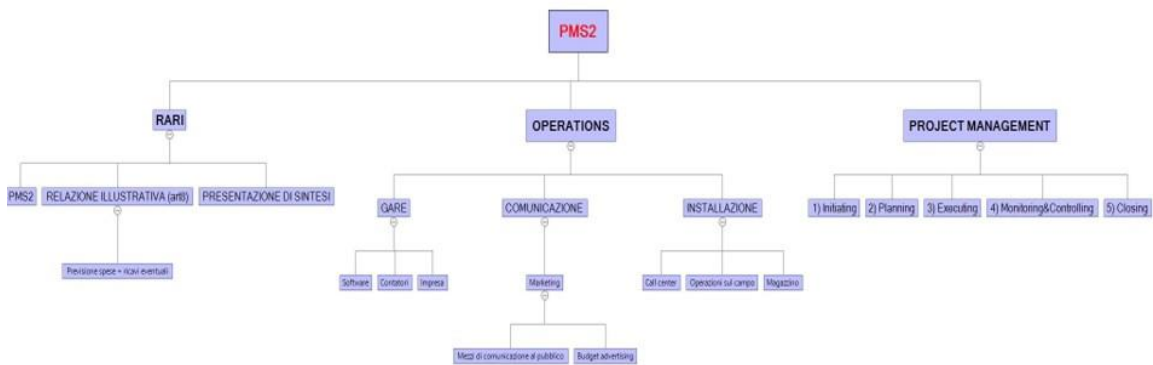 PMS2
RARI
OPERATIONS
PROJECT MANAGEMENT
PMS2
RELAZIONE ILLUSTRATIVA (art8)
PRESENTAZIONE DI SINTESI
GARE
COMUNICAZIONE
INSTALLAZIONE
1) Initiating
2) Planning
3) Executing
4) Monitoring&Controlling
5) Closing
Previsione spese + ricavi eventuali
Software
Contatori
Impresa
Marketing
Call center
Operazioni sul campo
Magazzino
Mezzi di comunicazione al pubblico
Budget advertising